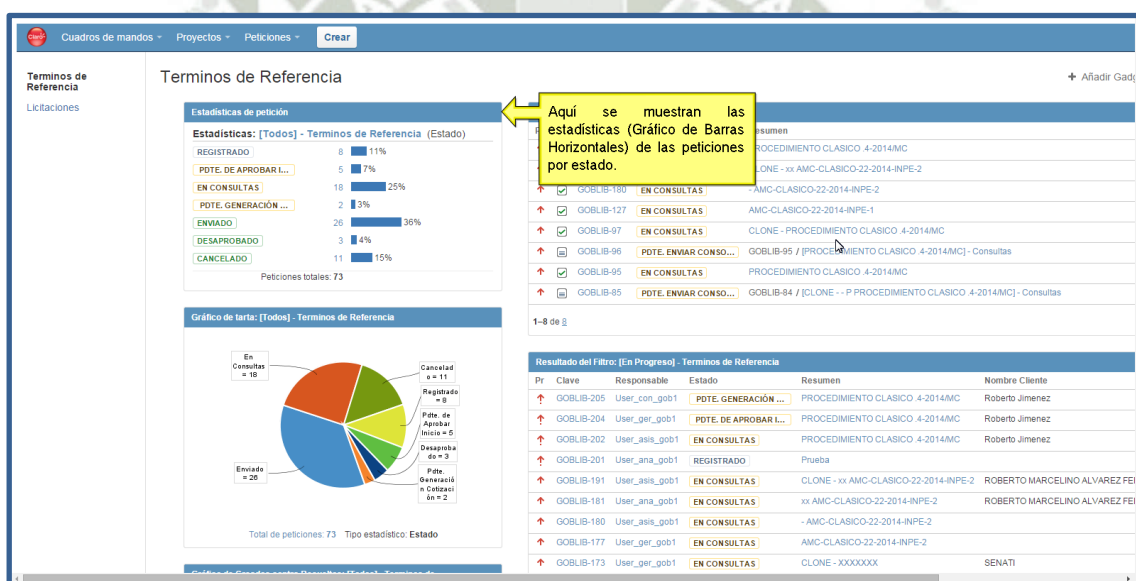 Claro
Cuadros de mandos
Proyectos
Peticiones
Crear
Terminos de
Referencia
Licitaciones
Terminos de Referencia
+ Añadir Gadg
Estadísticas de petición
Estadísticas: [Todos] - Terminos de Referencia (Estado)
REGISTRADO 8 11%
PDTE. DE APROBAR I... 5 7%
EN CONSULTAS 18 25%
PDTE. GENERACIÓN ... 2 3%
ENVIADO 26 36%
DESAPROBADO 3 4%
CANCELADO 11 15%
Peticiones totales: 73
Aquí se muestran las
estadísticas (Gráfico de Barras
Horizontales) de las peticiones
por estado.
esumen
ROCEDIMIENTO CLASICO .4-2014/MC
LONE - xx AMC-CLASICO-22-2014-INPE-2
GOBLIB-180 EN CONSULTAS - AMC-CLASICO-22-2014-INPE-2
GOBLIB-127 EN CONSULTAS AMC-CLASICO-22-2014-INPE-1
GOBLIB-97 EN CONSULTAS CLONE - PROCEDIMIENTO CLASICO .4-2014/MC
GOBLIB-96 PDTE. ENVIAR CONSO... GOBLIB-95 / [PROCEDIMIENTO CLASICO .4-2014/MC] - Consultas
GOBLIB-95 EN CONSULTAS PROCEDIMIENTO CLASICO .4-2014/MC
GOBLIB-85 PDTE. ENVIAR CONSO... GOBLIB-84 / [CLONE - - P PROCEDIMIENTO CLASICO .4-2014/MC] - Consultas
1–8 de 8
Gráfico de tarta: [Todos] - Terminos de Referencia
En
Consultas
= 18
Cancelad
o = 11
Registrado
= 8
Pdte. de
Aprobar
Inicio = 5
Desaproba
do = 3
Pdte.
Generació
n Cotizaci
ón = 2
Enviado
= 26
Total de peticiones: 73 Tipo estadístico: Estado
Resultado del Filtro: [En Progreso] - Terminos de Referencia
Pr Clave Responsable Estado Resumen Nombre Cliente
GOBLIB-205 User_con_gob1 PDTE. GENERACIÓN ... PROCEDIMIENTO CLASICO .4-2014/MC Roberto Jimenez
GOBLIB-204 User_ger_gob1 PDTE. DE APROBAR I... PROCEDIMIENTO CLASICO .4-2014/MC Roberto Jimenez
GOBLIB-202 User_asis_gob1 EN CONSULTAS PROCEDIMIENTO CLASICO .4-2014/MC Roberto Jimenez
GOBLIB-201 User_ana_gob1 REGISTRADO Prueba
GOBLIB-191 User_asis_gob1 EN CONSULTAS CLONE - xx AMC-CLASICO-22-2014-INPE-2 ROBERTO MARCELINO ALVAREZ FE
GOBLIB-181 User_ana_gob1 EN CONSULTAS xx AMC-CLASICO-22-2014-INPE-2 ROBERTO MARCELINO ALVAREZ FE
GOBLIB-180 User_asis_gob1 EN CONSULTAS - AMC-CLASICO-22-2014-INPE-2
GOBLIB-177 User_ger_gob1 EN CONSULTAS AMC-CLASICO-22-2014-INPE-2
GOBLIB-173 User_ger_gob1 EN CONSULTAS CLONE - XXXXXXX SENATI